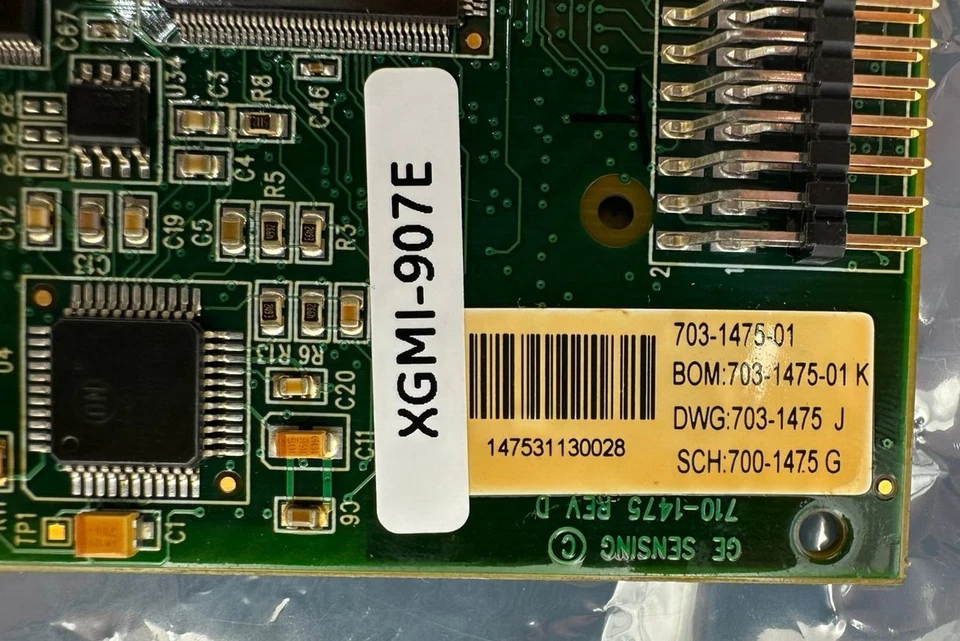 C67
U34
C3
R8
C46
C4
C12
C19
C5
R5
R3
R13
R6
C20
C11
U4
TP1
C1
XGMI-907E
147531130028
703-1475-01
BOM:703-1475-01 K
DWG:703-1475 J
SCH:700-1475 G
2
1
710-1475 REV D
GE SENSING ©